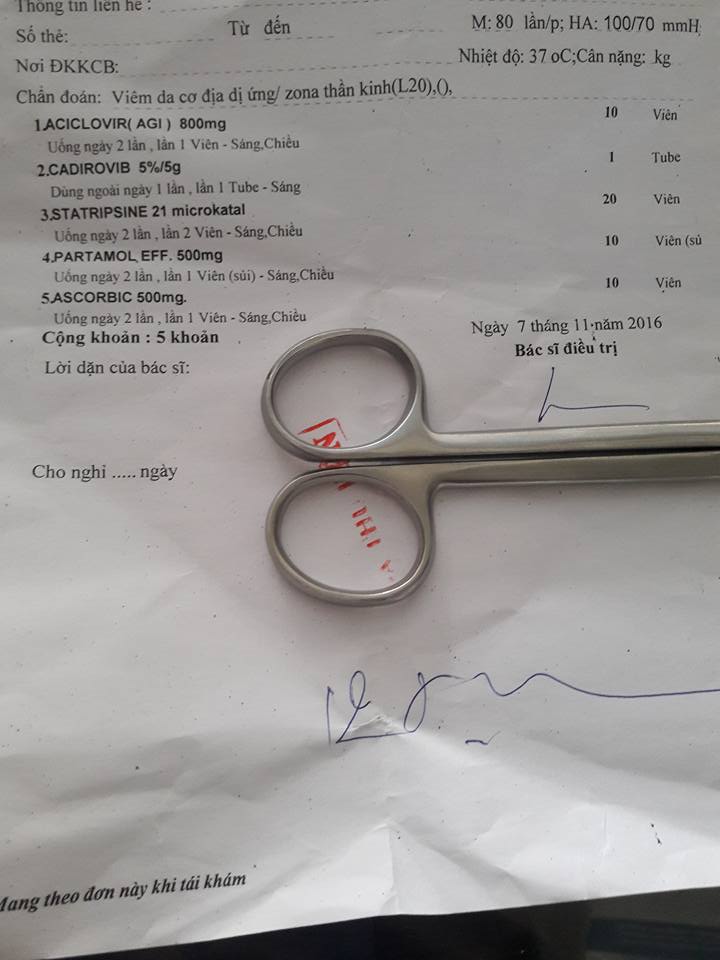 Thông tin liên hệ :
Số thẻ: Từ đến M: 80 lần/p; HA: 100/70 mmH
Nơi ĐKKCB: Nhiệt độ: 37 oC;Cân nặng: kg
Chẩn đoán: Viêm da cơ địa dị ứng/ zona thần kinh(L20),(),
1.ACICLOVIR( AGI ) 800mg 10 Viên
Uống ngày 2 lần , lần 1 Viên - Sáng,Chiều
2.CADIROVIB 5%/5g 1 Tube
Dùng ngoài ngày 1 lần , lần 1 Tube - Sáng
3.STATRIPSINE 21 microkatal 20 Viên
Uống ngày 2 lần , lần 2 Viên - Sáng,Chiều
4.PARTAMOL EFF. 500mg 10 Viên (sủ
Uống ngày 2 lần , lần 1 Viên (sủi) - Sáng,Chiều
5.ASCORBIC 500mg. 10 Viên
Uống ngày 2 lần , lần 1 Viên - Sáng,Chiều
Cộng khoản : 5 khoản
Ngày 7 tháng 11 năm 2016
Bác sĩ điều trị
Lời dặn của bác sĩ:
Cho nghỉ ..... ngày
Mang theo đơn này khi tái khám